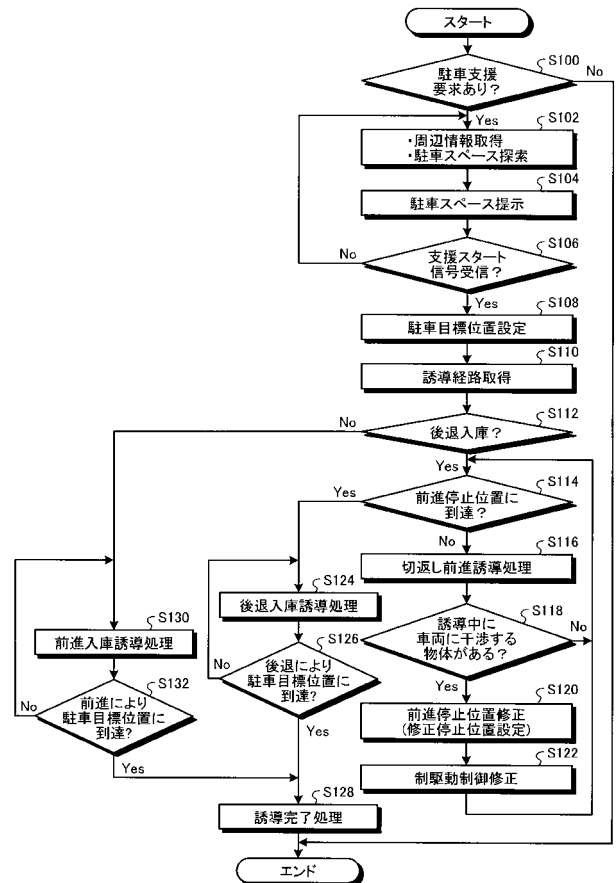 スタート
S100
駐車支援
要求あり?
No
Yes
S102
・周辺情報取得
・駐車スペース探索
S104
駐車スペース提示
S106
支援スタート
信号受信?
No
Yes
S108
駐車目標位置設定
S110
誘導経路取得
S112
後退入庫?
No
Yes
S114
前進停止位置に
到達?
Yes
No
S116
切返し前進誘導処理
S118
誘導中に
車両に干渉する
物体がある?
No
Yes
S120
前進停止位置修正
(修正停止位置設定)
S122
制駆動制御修正
S124
後退入庫誘導処理
S126
後退により
駐車目標位置に
到達?
No
Yes
S130
前進入庫誘導処理
S132
前進により
駐車目標位置に
到達?
No
Yes
S128
誘導完了処理
エンド